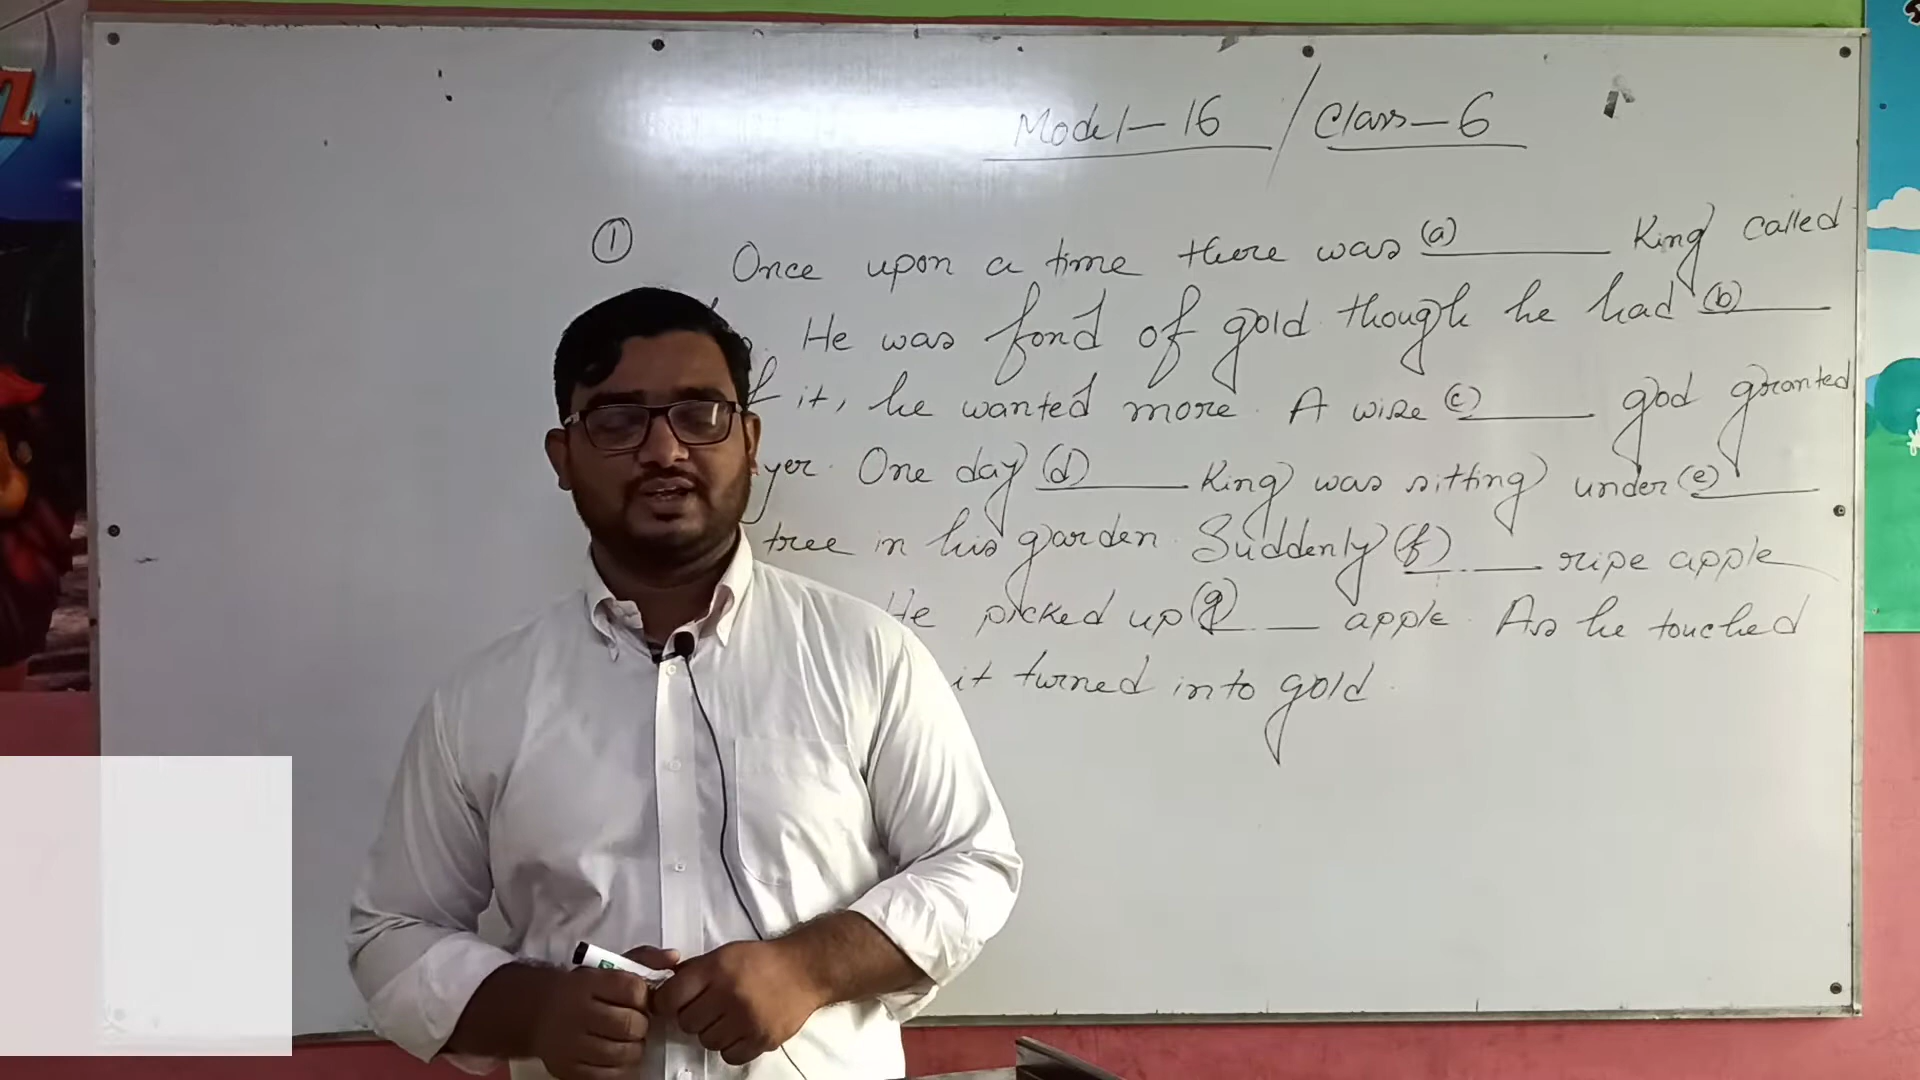 Model-16 / Class-6
① Once upon a time there was (a) ______ King called
He was fond of gold. though he had (b) ______
it, he wanted more. A wise (c) ______ god granted
One day (d) ______ King was sitting under (e) ______
tree in his garden. Suddenly (f) ______ ripe apple
He picked up (g) ______ apple. As he touched
it turned into gold.